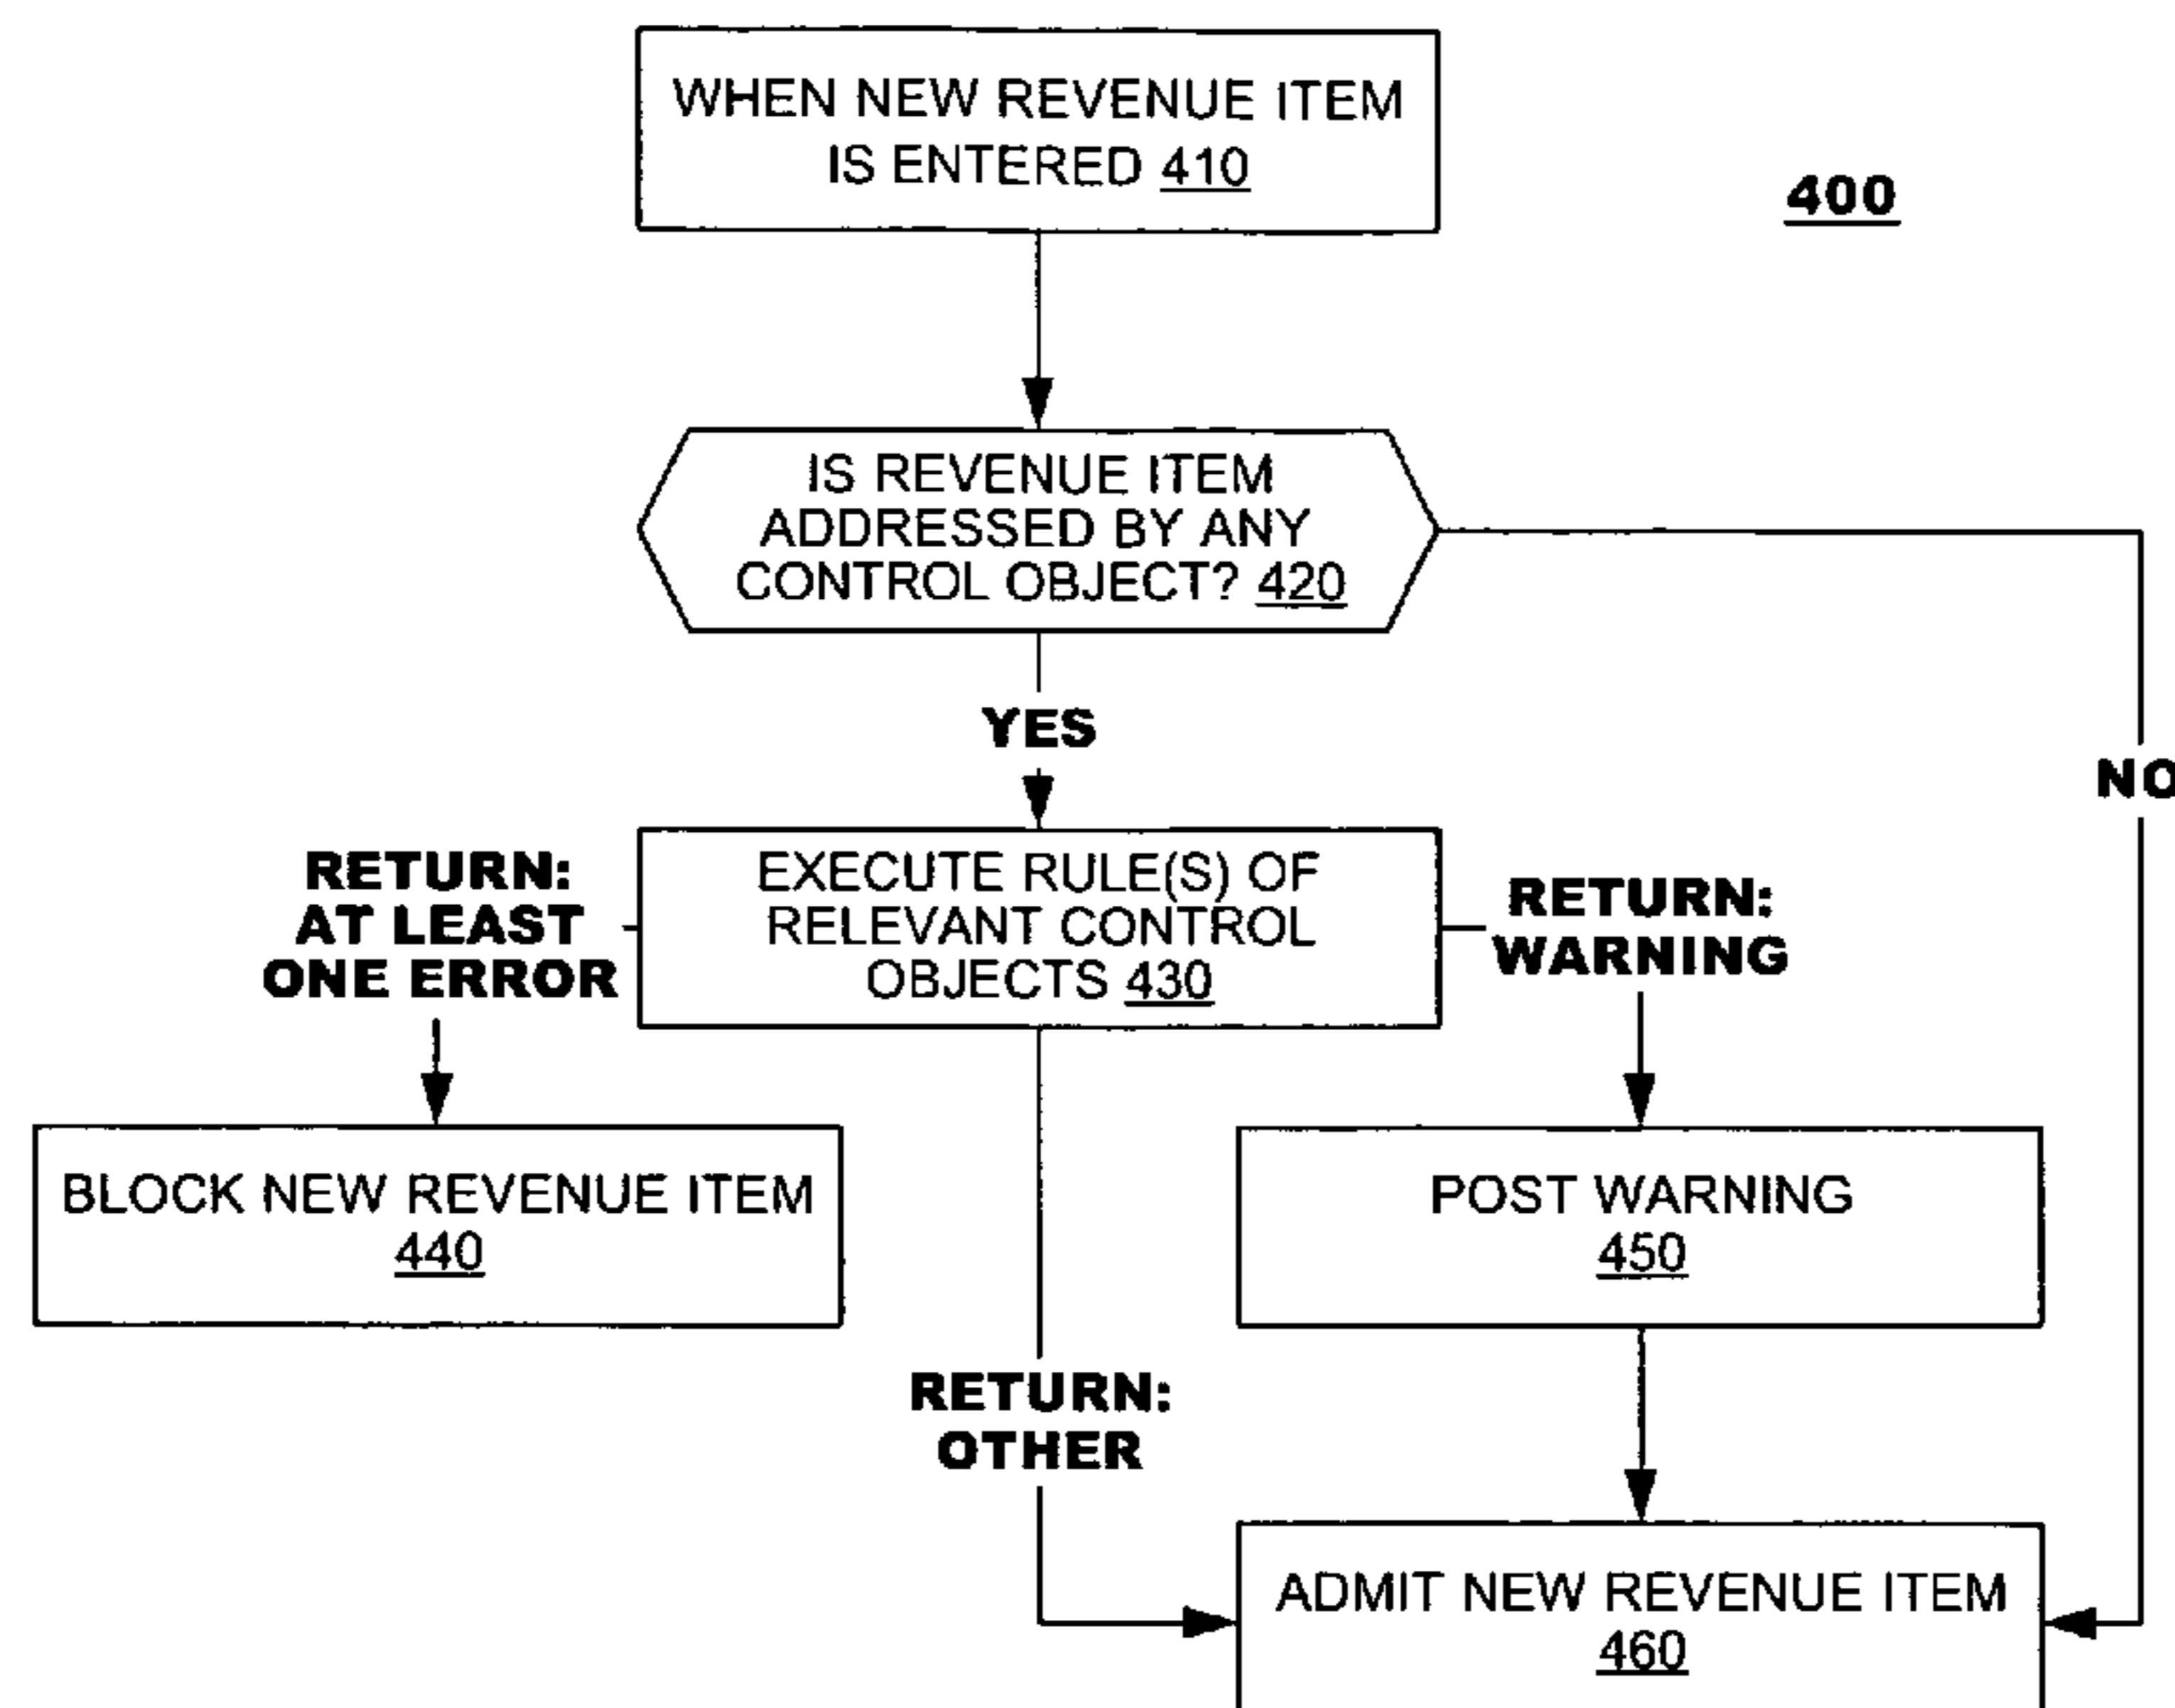 WHEN NEW REVENUE ITEM
IS ENTERED 410
400
IS REVENUE ITEM
ADDRESSED BY ANY
CONTROL OBJECT? 420
YES
NO
RETURN:
AT LEAST
ONE ERROR
EXECUTE RULE(S) OF
RELEVANT CONTROL
OBJECTS 430
RETURN:
WARNING
BLOCK NEW REVENUE ITEM
440
POST WARNING
450
RETURN:
OTHER
ADMIT NEW REVENUE ITEM
460